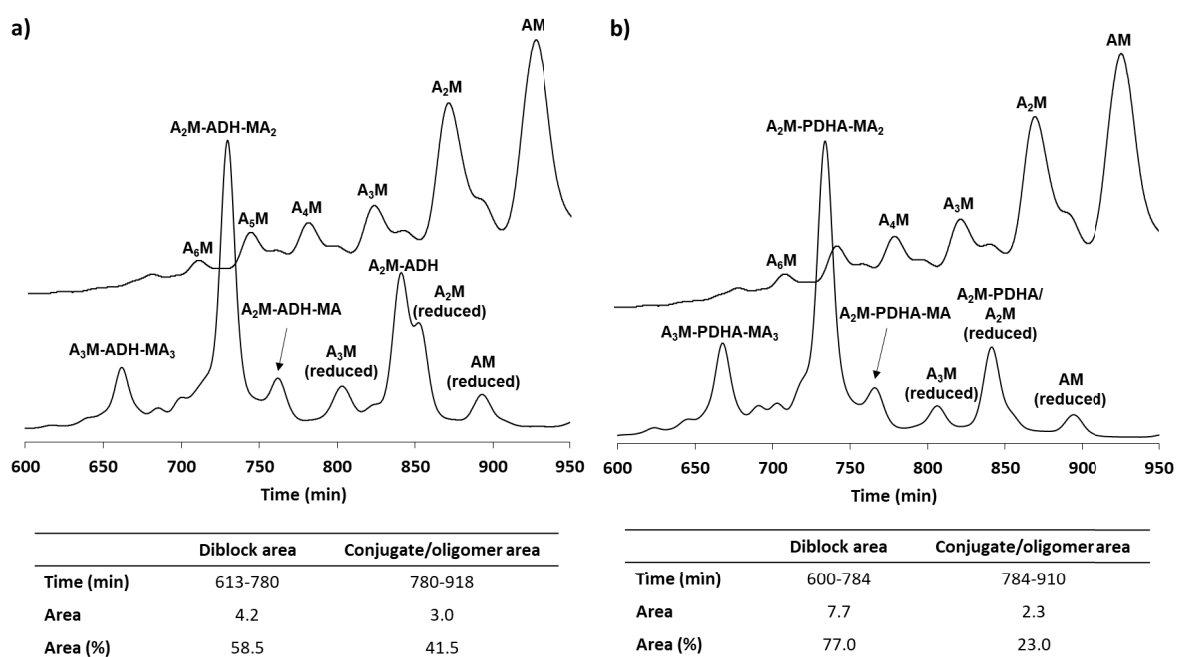 a)
AM
A₂M
A₂M-ADH-MA₂
A₃M
A₄M
A₅M
A₆M
A₂M-ADH
A₂M
(reduced)
A₂M-ADH-MA
A₃M-ADH-MA₃
A₃M
(reduced)
AM
(reduced)
600 650 700 750 800 850 900 950
Time (min)
Diblock area Conjugate/oligomer area
Time (min) 613-780 780-918
Area 4.2 3.0
Area (%) 58.5 41.5
b)
AM
A₂M
A₂M-PDHA-MA₂
A₃M
A₄M
A₆M
A₂M-PDHA/
A₂M
(reduced)
A₂M-PDHA-MA
A₃M-PDHA-MA₃
A₃M
(reduced)
AM
(reduced)
600 650 700 750 800 850 900 950
Time (min)
Diblock area Conjugate/oligomer area
Time (min) 600-784 784-910
Area 7.7 2.3
Area (%) 77.0 23.0